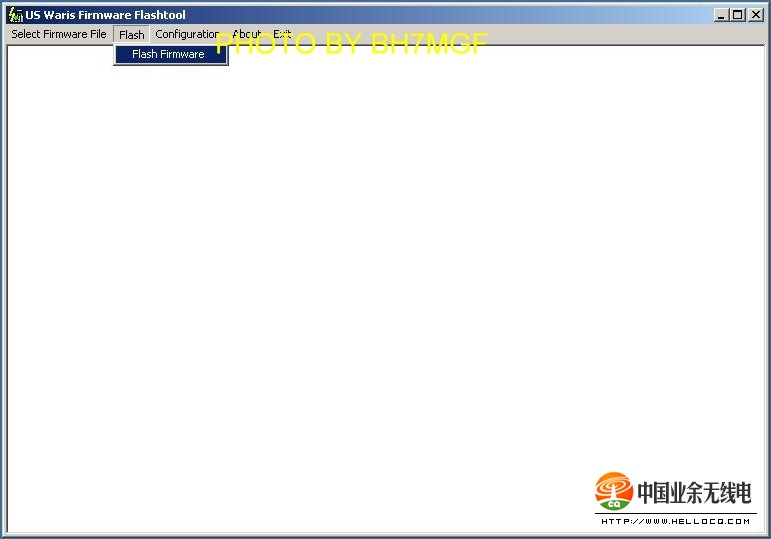 US Waris Firmware Flashtool
Select Firmware File Flash Configuration About Exit
PHOTO BY BH7MGF
Flash Firmware
中国业余无线电
CQ
HTTP://WWW.HELLOCQ.COM